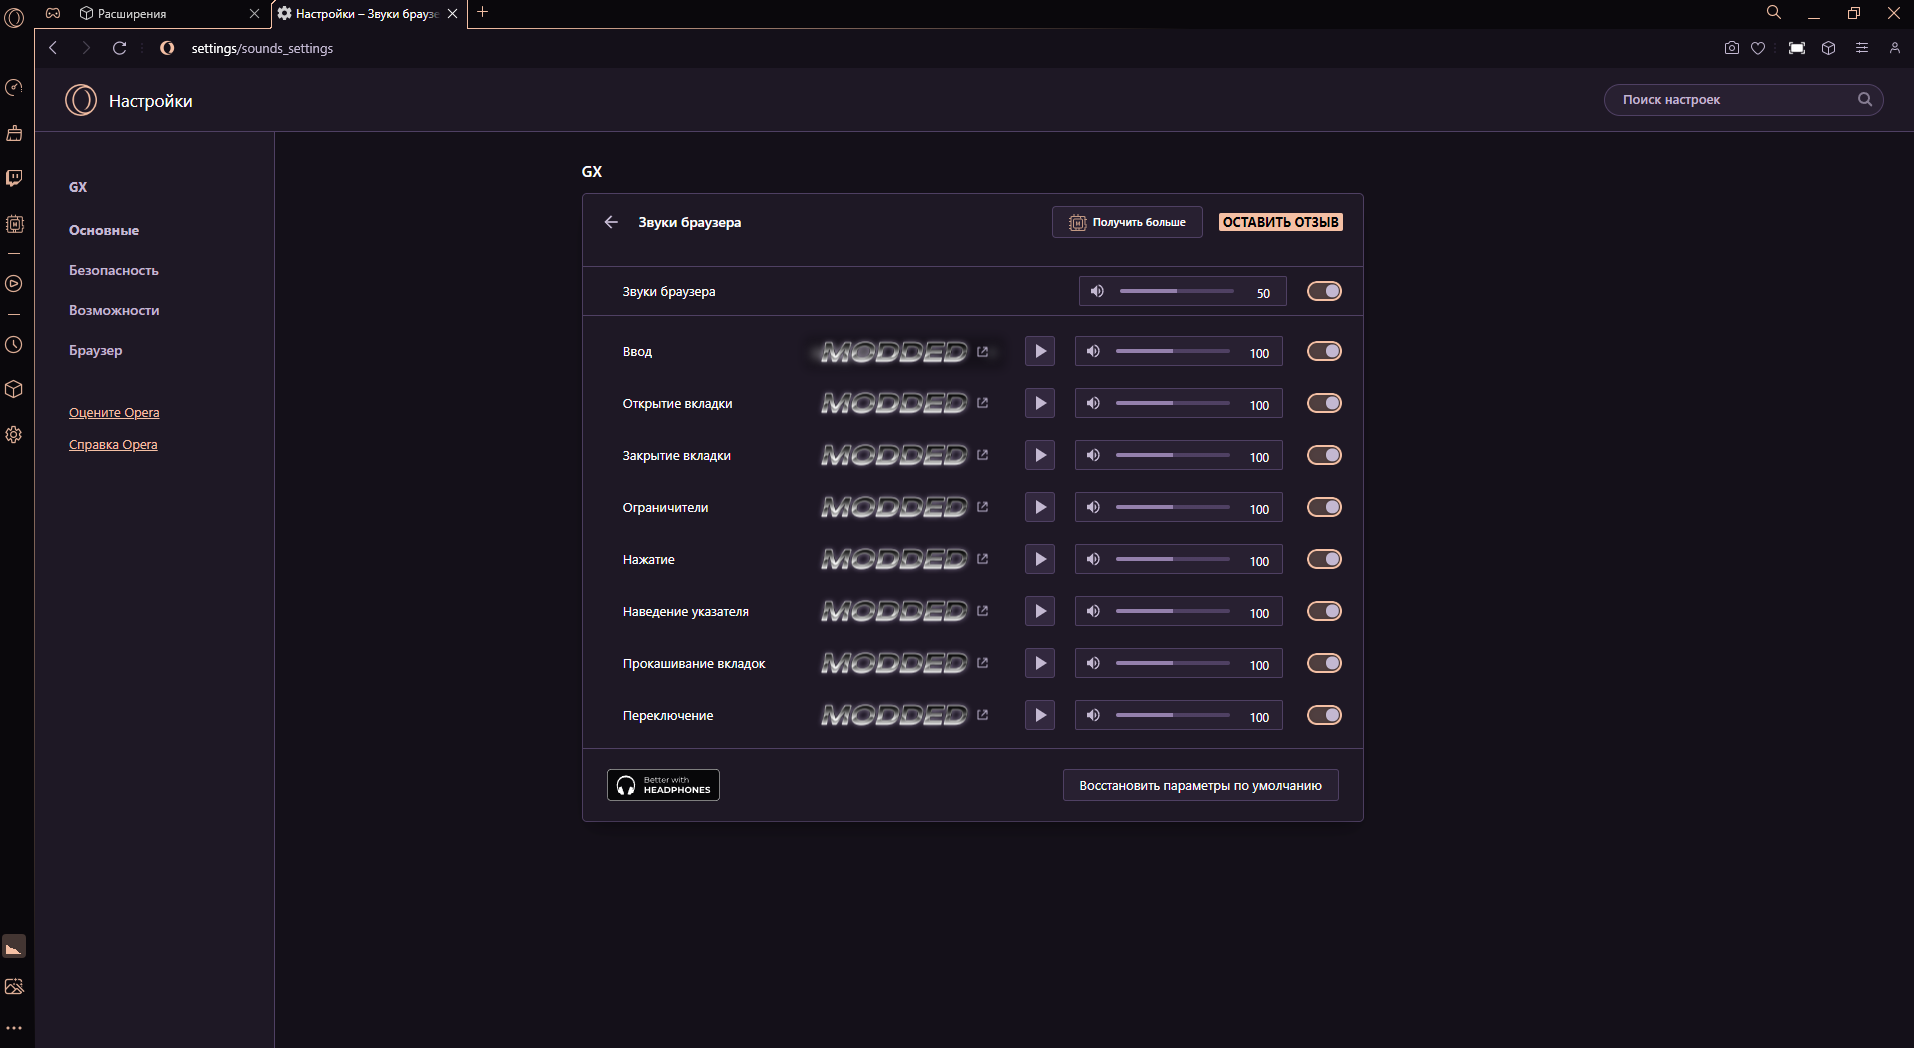 Расширения
Настройки – Звуки браузе
settings/sounds_settings
Настройки
Поиск настроек
GX
Основные
Безопасность
Возможности
Браузер
Оцените Opera
Справка Opera
GX
Звуки браузера
Получить больше
ОСТАВИТЬ ОТЗЫВ
Звуки браузера
50
Ввод
MODDED
100
Открытие вкладки
MODDED
100
Закрытие вкладки
MODDED
100
Ограничители
MODDED
100
Нажатие
MODDED
100
Наведение указателя
MODDED
100
Прокашивание вкладок
MODDED
100
Переключение
MODDED
100
Better with
HEADPHONES
Восстановить параметры по умолчанию